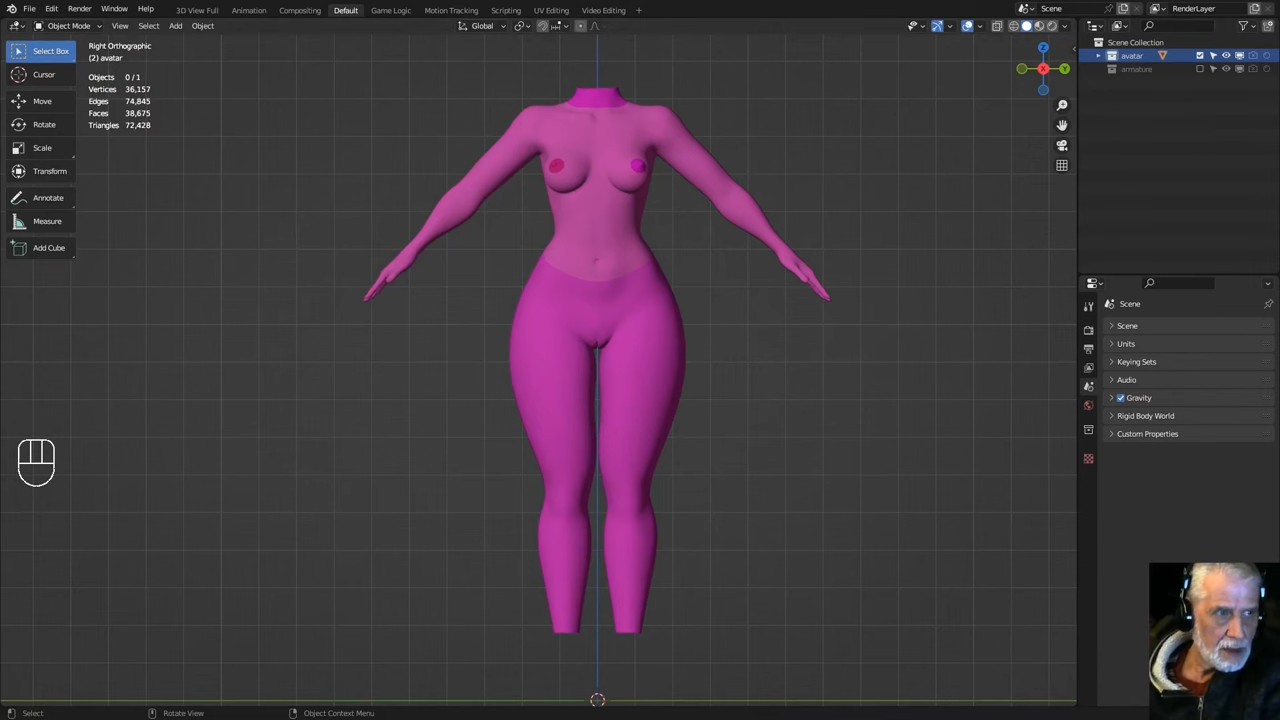 File Edit Render Window Help 3D View Full Animation Compositing Default Game Logic Motion Tracking Scripting UV Editing Video Editing Scene RenderLayer
Object Mode View Select Add Object Global
Select Box
Cursor
Move
Rotate
Scale
Transform
Annotate
Measure
Add Cube
Right Orthographic
(2) avatar
Objects 0 / 1
Vertices 36,157
Edges 74,845
Faces 38,675
Triangles 72,428
Z
X
Y
Scene Collection
avatar
armature
Scene
Scene
Units
Keying Sets
Audio
Gravity
Rigid Body World
Custom Properties
Select Rotate View Object Context Menu